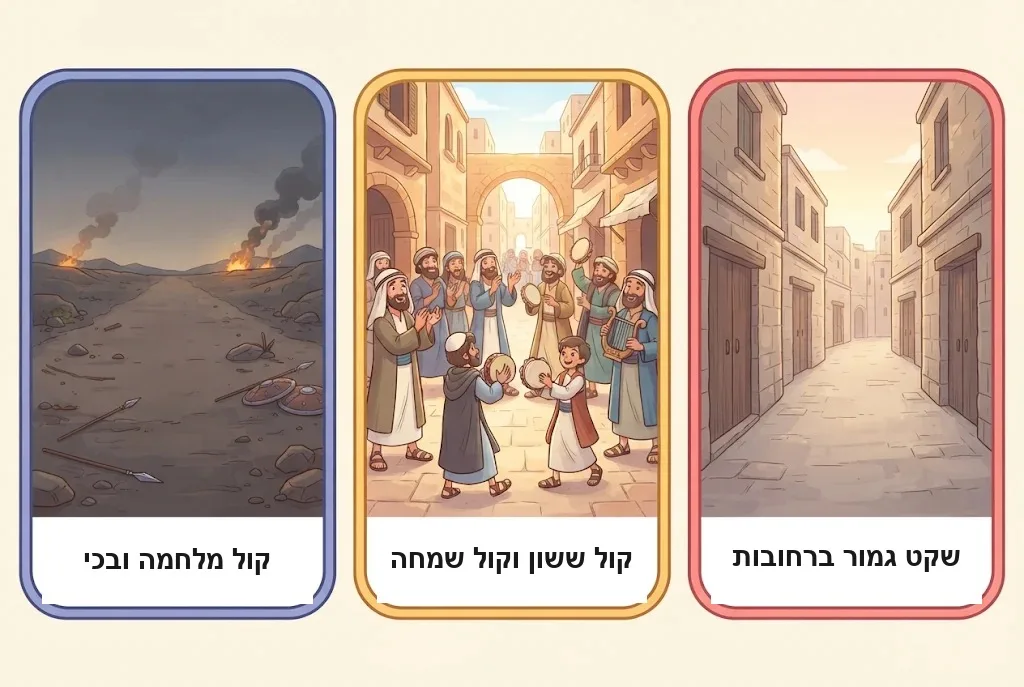 שקט גמור ברחובות
קול ששון וקול שמחה
קול מלחמה ובכי